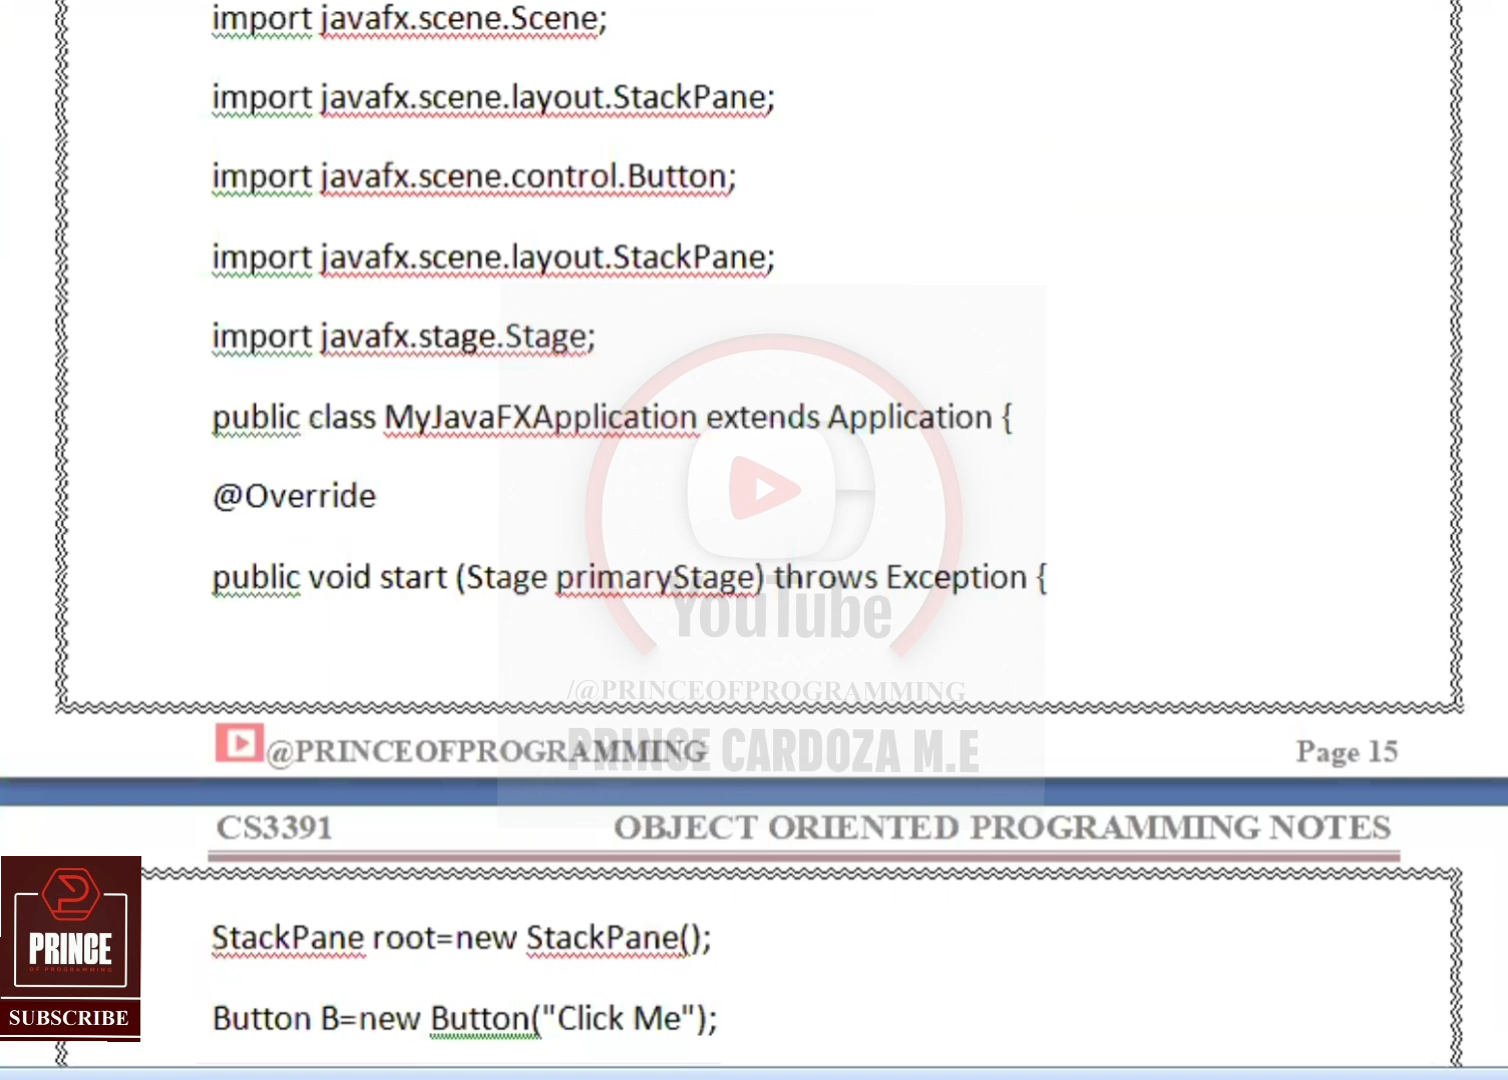 import javafx.scene.Scene;
import javafx.scene.layout.StackPane;
import javafx.scene.control.Button;
import javafx.scene.layout.StackPane;
import javafx.stage.Stage;
public class MyJavaFXApplication extends Application {
@Override
public void start (Stage primaryStage) throws Exception {
YouTube
/@PRINCEOFPROGRAMMING
PRINCE CARDOZA M.E
@PRINCEOFPROGRAMMING Page 15
CS3391 OBJECT ORIENTED PROGRAMMING NOTES
StackPane root=new StackPane();
Button B=new Button("Click Me");
PRINCE
OF PROGRAMMING
SUBSCRIBE